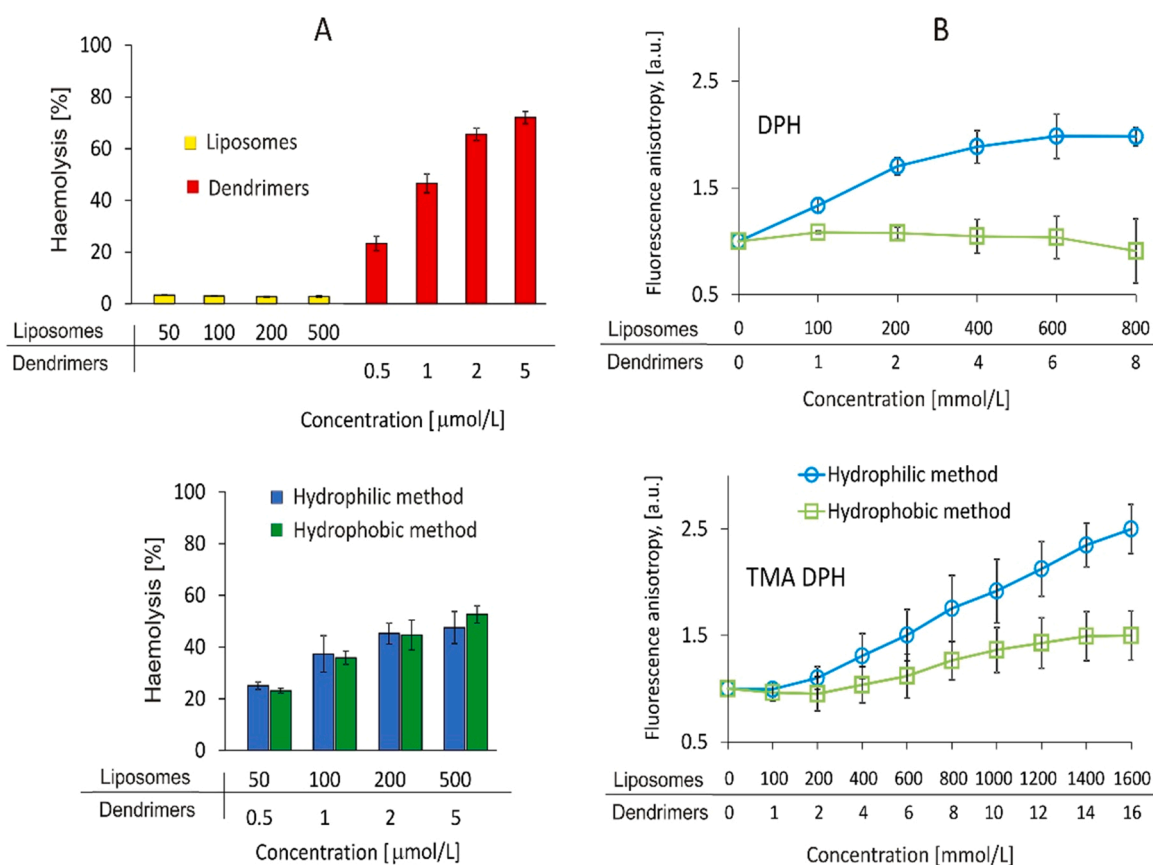 A
Haemolysis [%]
100
80
60
40
20
0
Liposomes
Dendrimers
Liposomes 50 100 200 500
Dendrimers 0.5 1 2 5
Concentration [μmol/L]
B
Fluorescence anisotropy, [a.u.]
2.5
1.5
0.5
DPH
Liposomes 0 100 200 400 600 800
Dendrimers 0 1 2 4 6 8
Concentration [mmol/L]
Haemolysis [%]
100
80
60
40
20
0
Hydrophilic method
Hydrophobic method
Liposomes 50 100 200 500
Dendrimers 0.5 1 2 5
Concentration [μmol/L]
Fluorescence anisotropy, [a.u.]
2.5
1.5
0.5
Hydrophilic method
Hydrophobic method
TMA DPH
Liposomes 0 100 200 400 600 800 1000 1200 1400 1600
Dendrimers 0 1 2 4 6 8 10 12 14 16
Concentration [mmol/L]